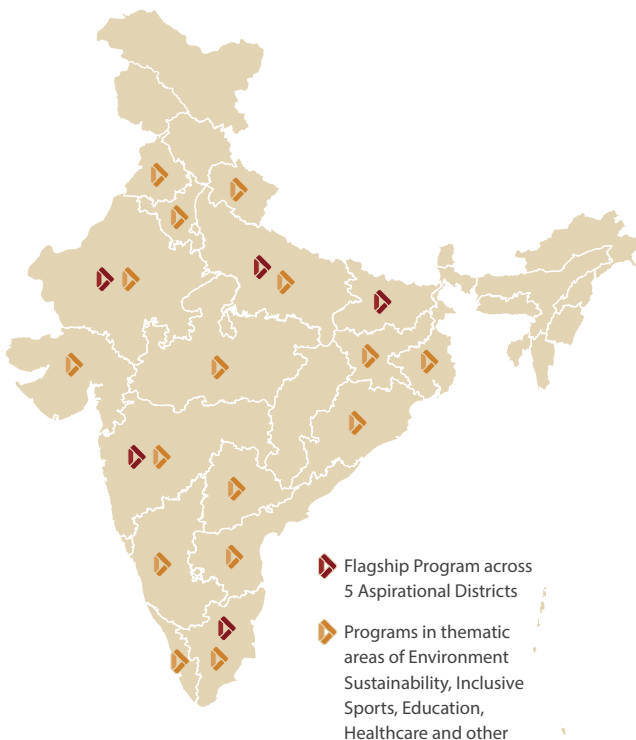 Flagship Program across
5 Aspirational Districts
Programs in thematic
areas of Environment
Sustainability, Inclusive
Sports, Education,
Healthcare and other